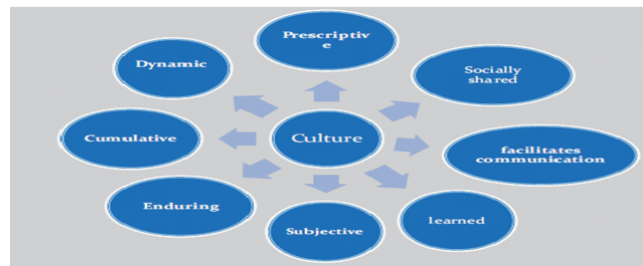 Prescriptiv
e
Dynamic
Socially
shared
Cumulative
Culture
facilitates
communication
Enduring
learned
Subjective